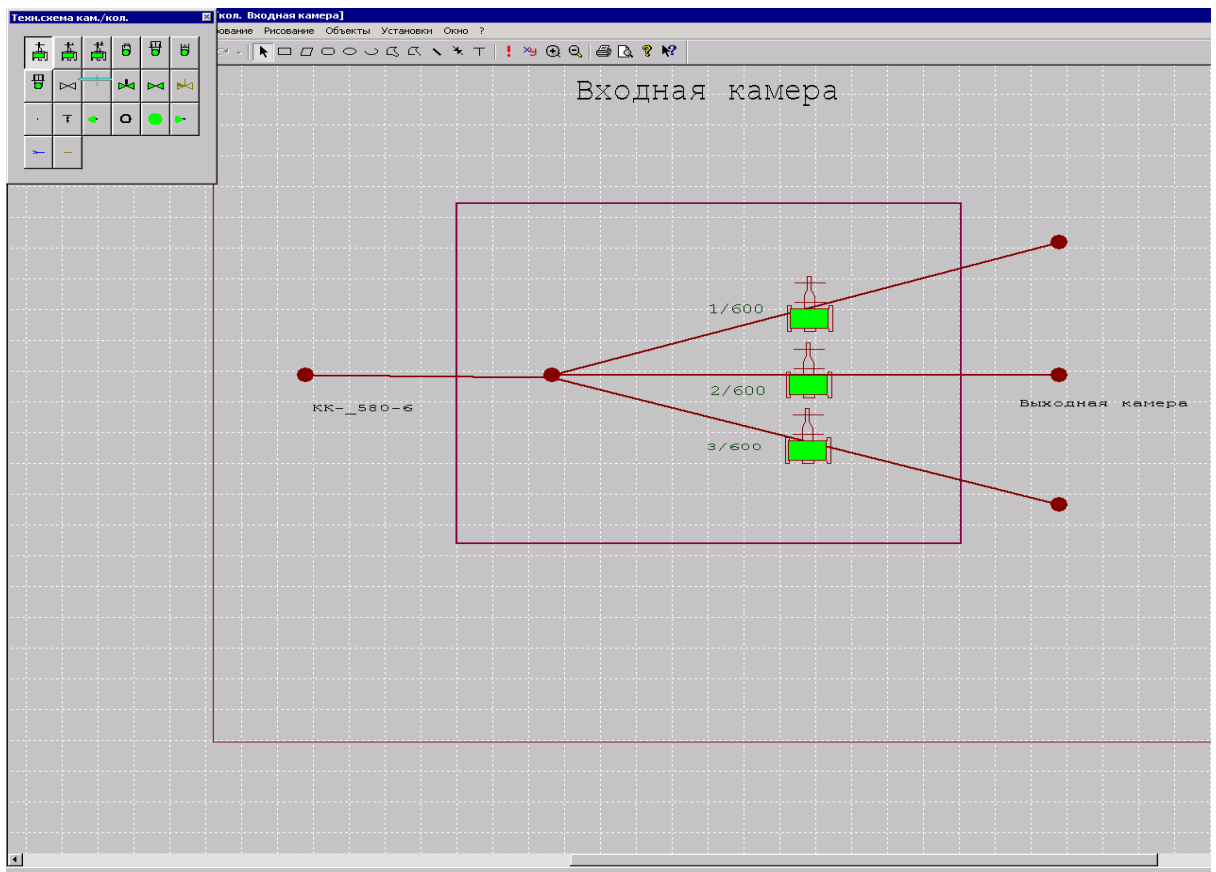 Техн.схема кам./кол.
кол. Входная камера]
ование Рисование Объекты Установки Окно ?
Входная камера
1/600
2/600
КК-_580-6
Выходная камера
3/600